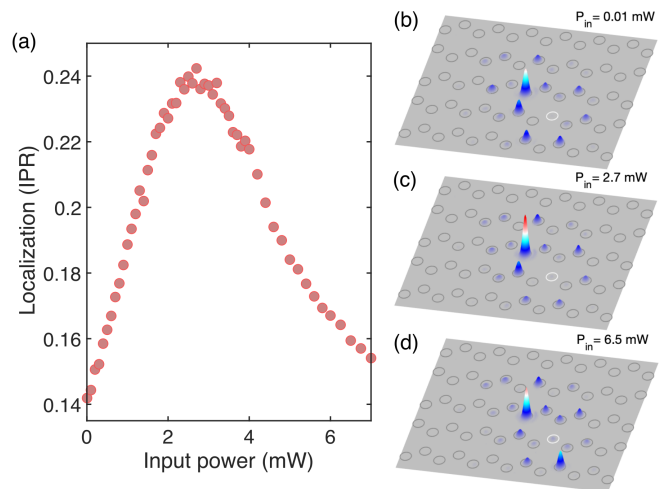 (a)
0.24
0.22
0.2
0.18
0.16
0.14
0
2
4
6
Localization (IPR)
Input power (mW)
(b)
P_in = 0.01 mW
(c)
P_in = 2.7 mW
(d)
P_in = 6.5 mW